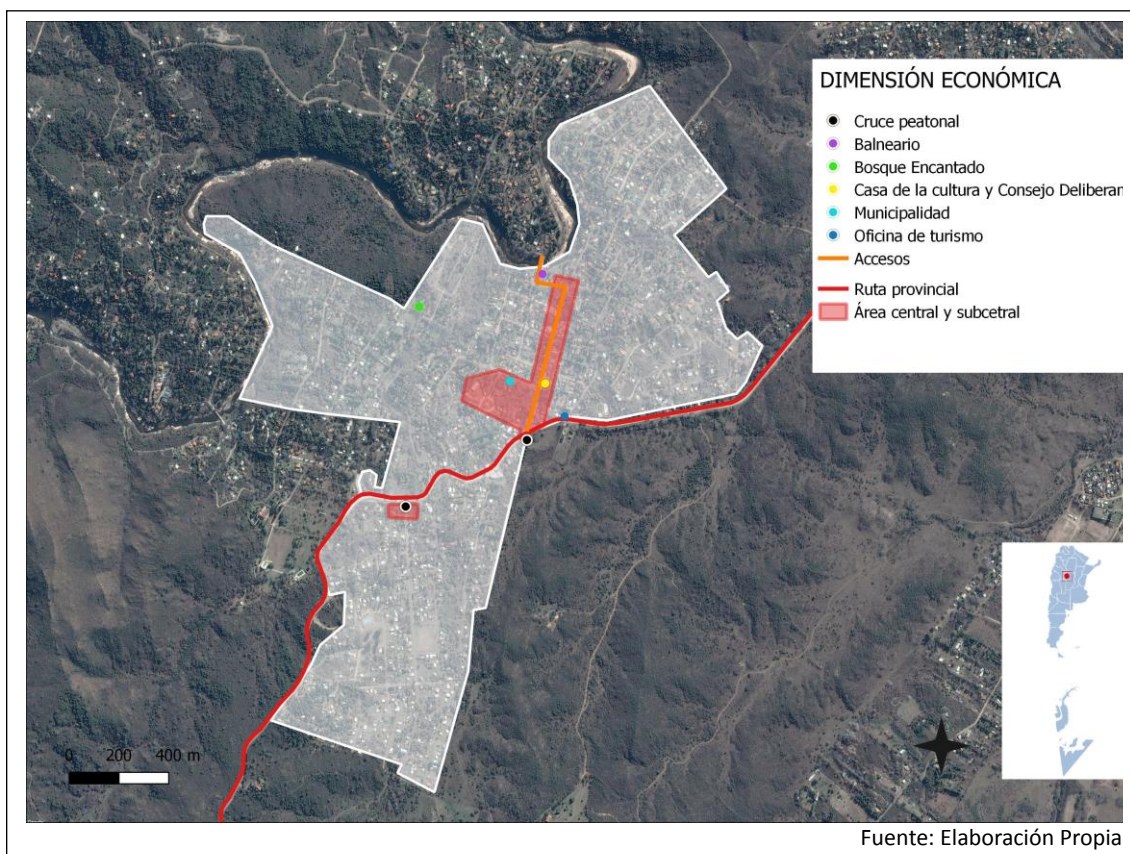 DIMENSIÓN ECONÓMICA
Cruce peatonal
Balneario
Bosque Encantado
Casa de la cultura y Consejo Deliberan
Municipalidad
Oficina de turismo
Accesos
Ruta provincial
Área central y subcetral
0 200 400 m
Fuente: Elaboración Propia